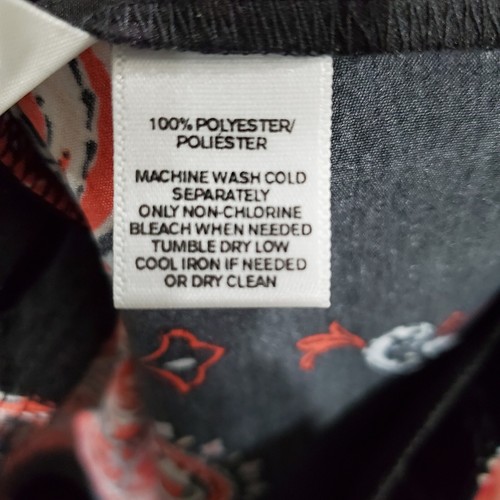 100% POLYESTER/
POLIÉSTER
MACHINE WASH COLD
SEPARATELY
ONLY NON-CHLORINE
BLEACH WHEN NEEDED
TUMBLE DRY LOW
COOL IRON IF NEEDED
OR DRY CLEAN